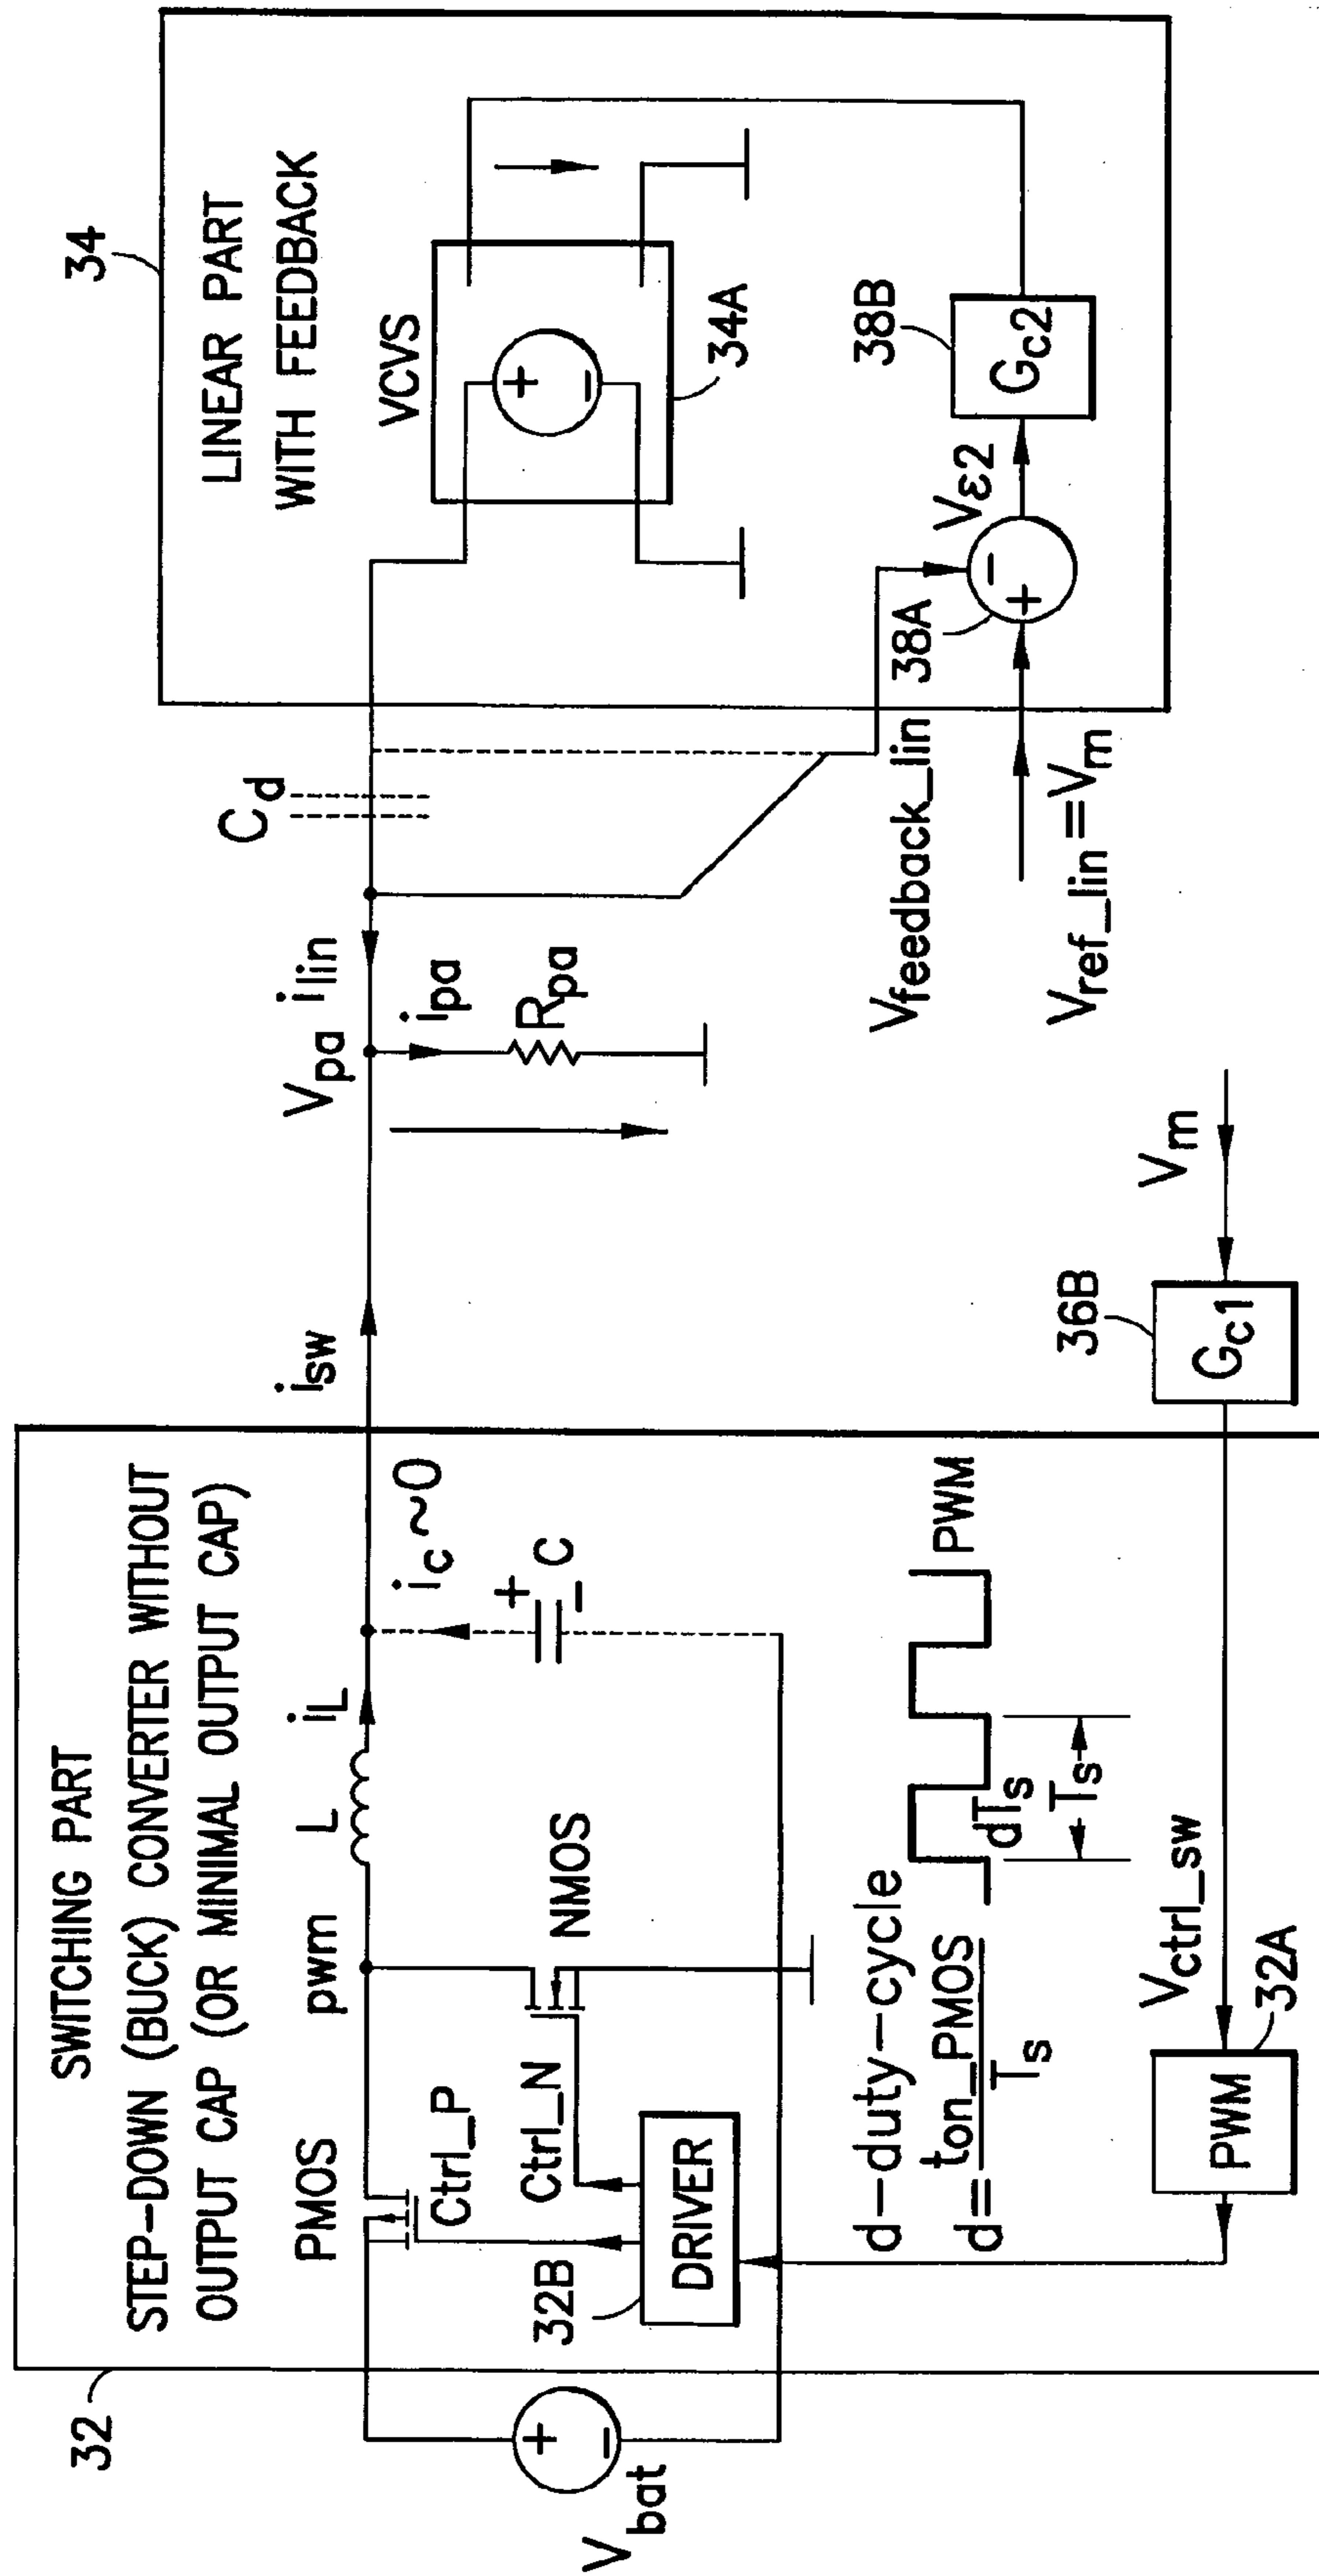 32
SWITCHING PART
STEP-DOWN (BUCK) CONVERTER WITHOUT
OUTPUT CAP (OR MINIMAL OUTPUT CAP)
Vbat
+
-
PMOS
Ctrl_P
pwm
L
iL
Ctrl_N
NMOS
32B
DRIVER
ic ~0
+
- C
d-duty-cycle
d= ton_PMOS
Ts
PWM
dTs
Ts
PWM
32A
Vctrl_sw
36B
Gc1
Vm
isw
Vpa
ilin
ipa
Rpa
Cd
34
LINEAR PART
WITH FEEDBACK
VCVS
+
-
34A
Vfeedback_lin
Vref_lin=Vm
38A
-
+
Vε2
38B
Gc2